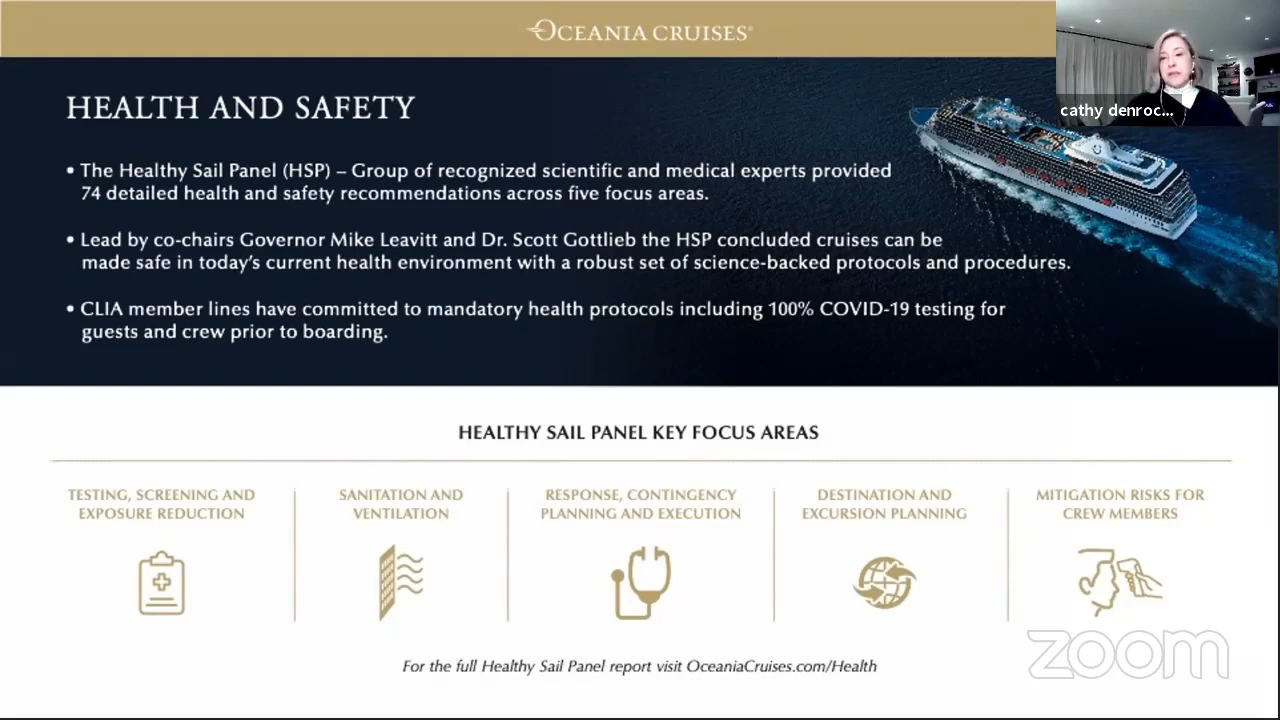 OCEANIA CRUISES®
cathy denroc...
HEALTH AND SAFETY
• The Healthy Sail Panel (HSP) – Group of recognized scientific and medical experts provided
74 detailed health and safety recommendations across five focus areas.
• Lead by co-chairs Governor Mike Leavitt and Dr. Scott Gottlieb the HSP concluded cruises can be
made safe in today's current health environment with a robust set of science-backed protocols and procedures.
• CLIA member lines have committed to mandatory health protocols including 100% COVID-19 testing for
guests and crew prior to boarding.
HEALTHY SAIL PANEL KEY FOCUS AREAS
TESTING, SCREENING AND
EXPOSURE REDUCTION
SANITATION AND
VENTILATION
RESPONSE, CONTINGENCY
PLANNING AND EXECUTION
DESTINATION AND
EXCURSION PLANNING
MITIGATION RISKS FOR
CREW MEMBERS
For the full Healthy Sail Panel report visit OceaniaCruises.com/Health
zoom